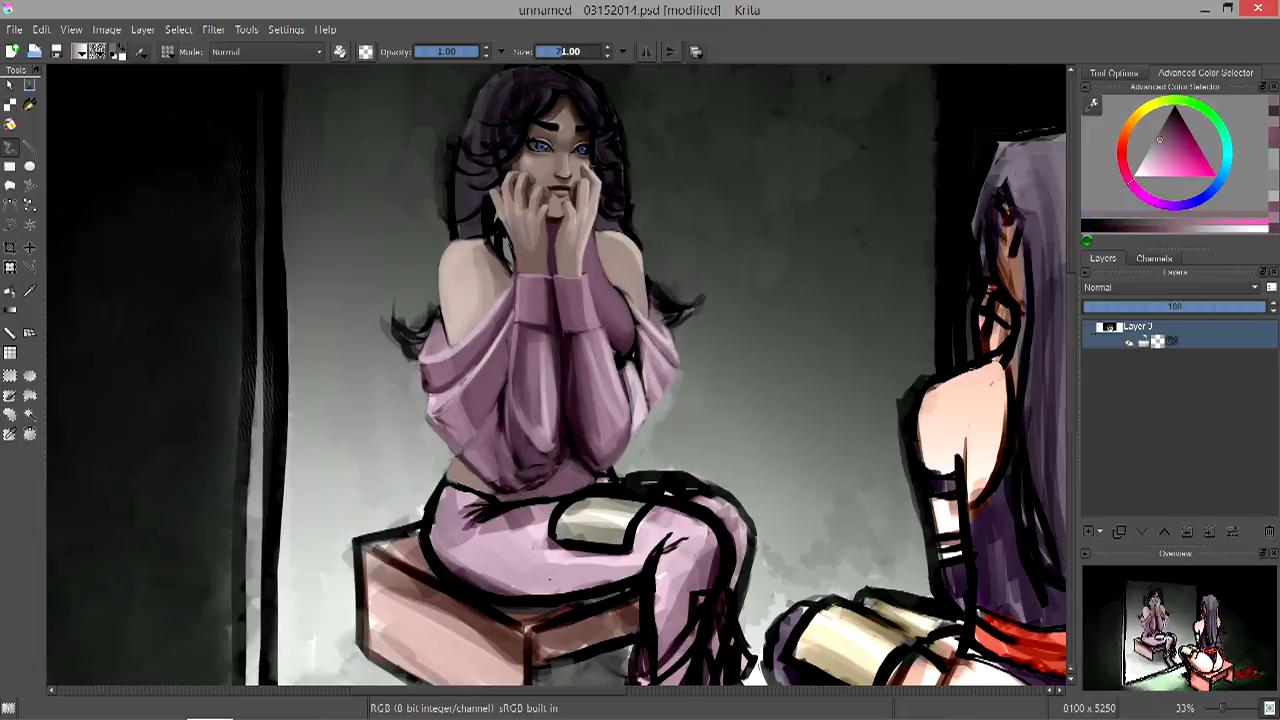 unnamed 03152014.psd [modified] Krita
File Edit View Image Layer Select Filter Tools Settings Help
Mode: Normal Opacity: 1.00 Size: 71.00
Tools
Tool Options Advanced Color Selector
Advanced Color Selector
Layers Channels
Layers
Normal
100
Layer 3
Overview
RGB (8 bit integer/channel) sRGB built in 8100 x 5250 33%